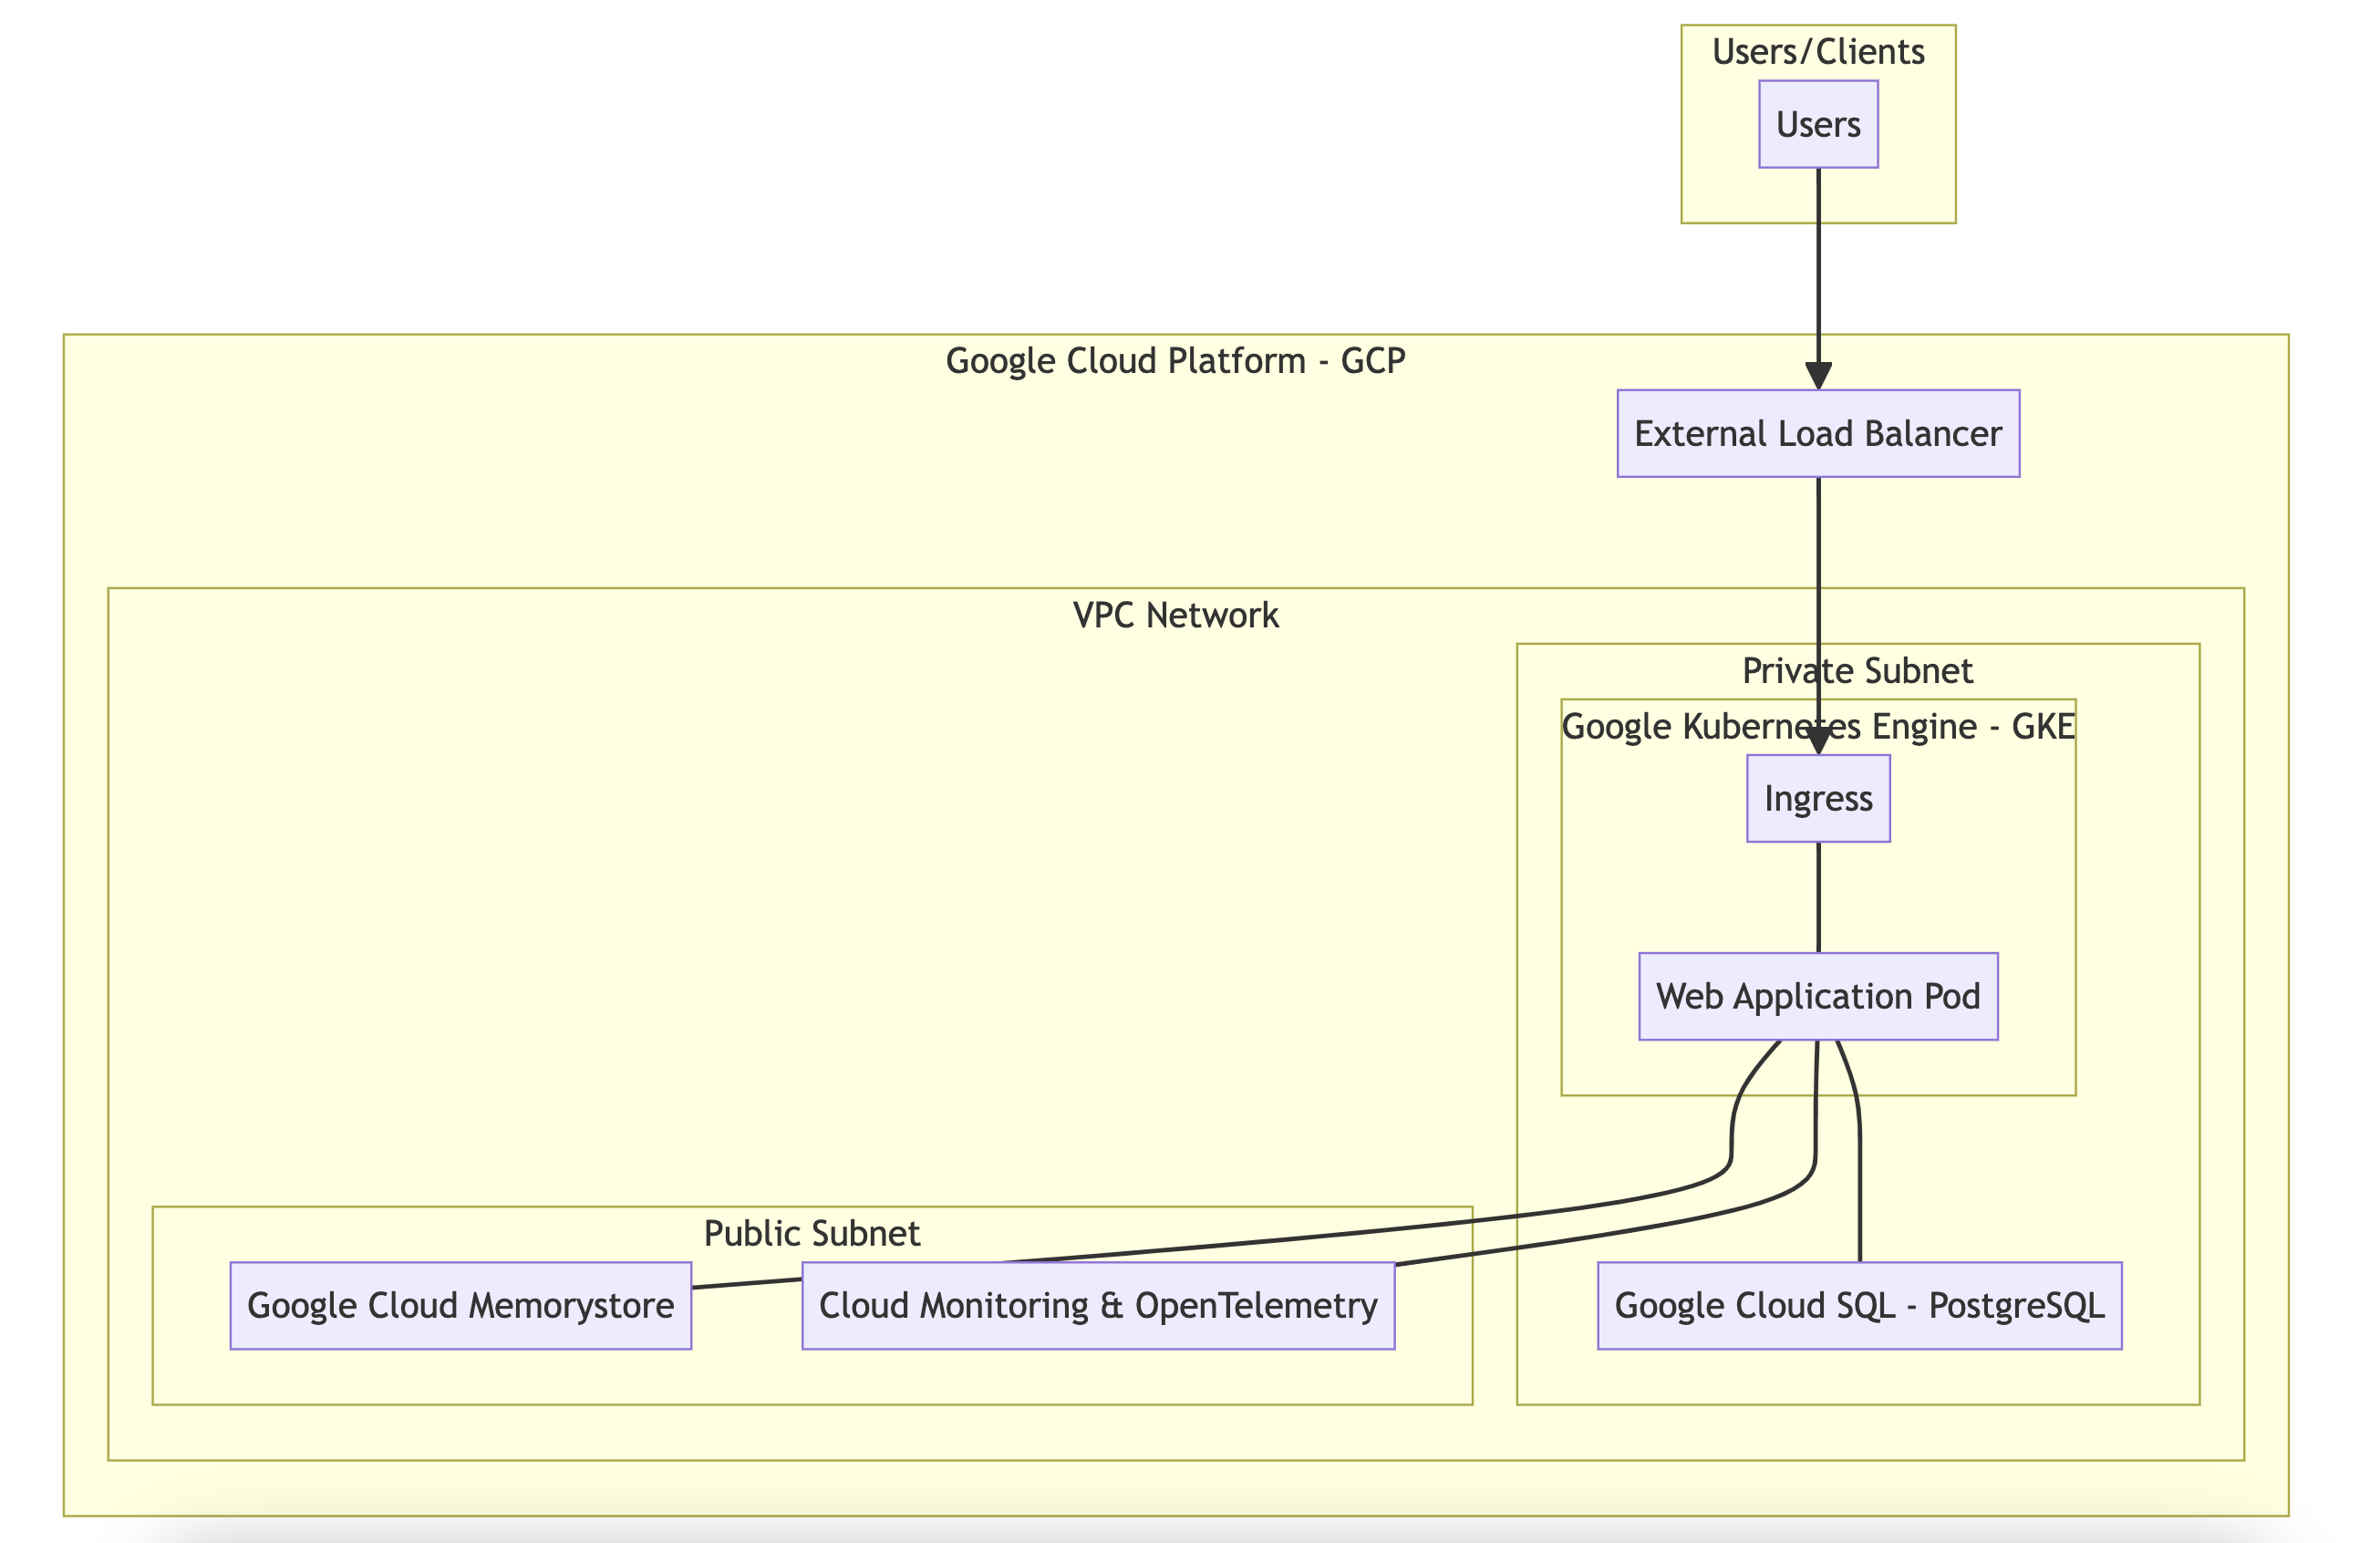 Users/Clients
Users
Google Cloud Platform - GCP
External Load Balancer
VPC Network
Private Subnet
Google Kubernetes Engine - GKE
Ingress
Web Application Pod
Public Subnet
Google Cloud Memorystore
Cloud Monitoring & OpenTelemetry
Google Cloud SQL - PostgreSQL